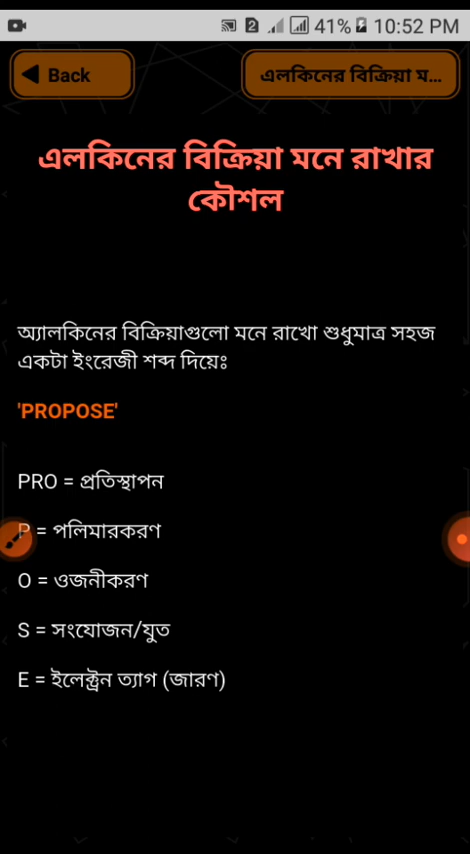 2 41% 10:52 PM
Back
এলকিনের বিক্রিয়া ম...
এলকিনের বিক্রিয়া মনে রাখার
কৌশল
অ্যালকিনের বিক্রিয়াগুলো মনে রাখো শুধুমাত্র সহজ
একটা ইংরেজী শব্দ দিয়েঃ
'PROPOSE'
PRO = প্রতিস্থাপন
P = পলিমারকরণ
O = ওজনীকরণ
S = সংযোজন/যুত
E = ইলেক্ট্রন ত্যাগ (জারণ)